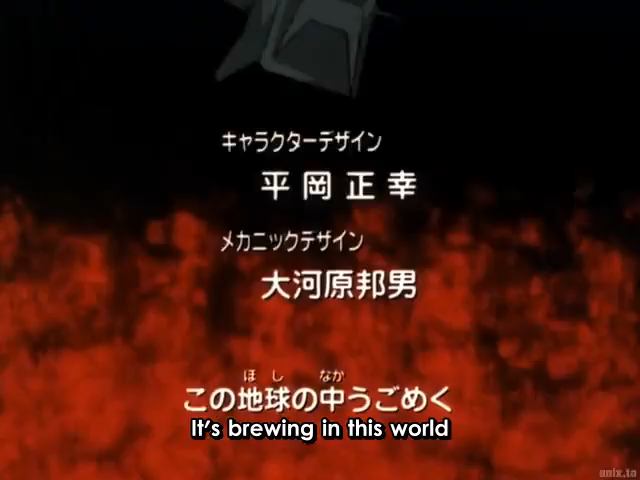 キャラクターデザイン
平岡正幸
メカニックデザイン
大河原邦男
ほし なか
この地球の中うごめく
It's brewing in this world
unix.to